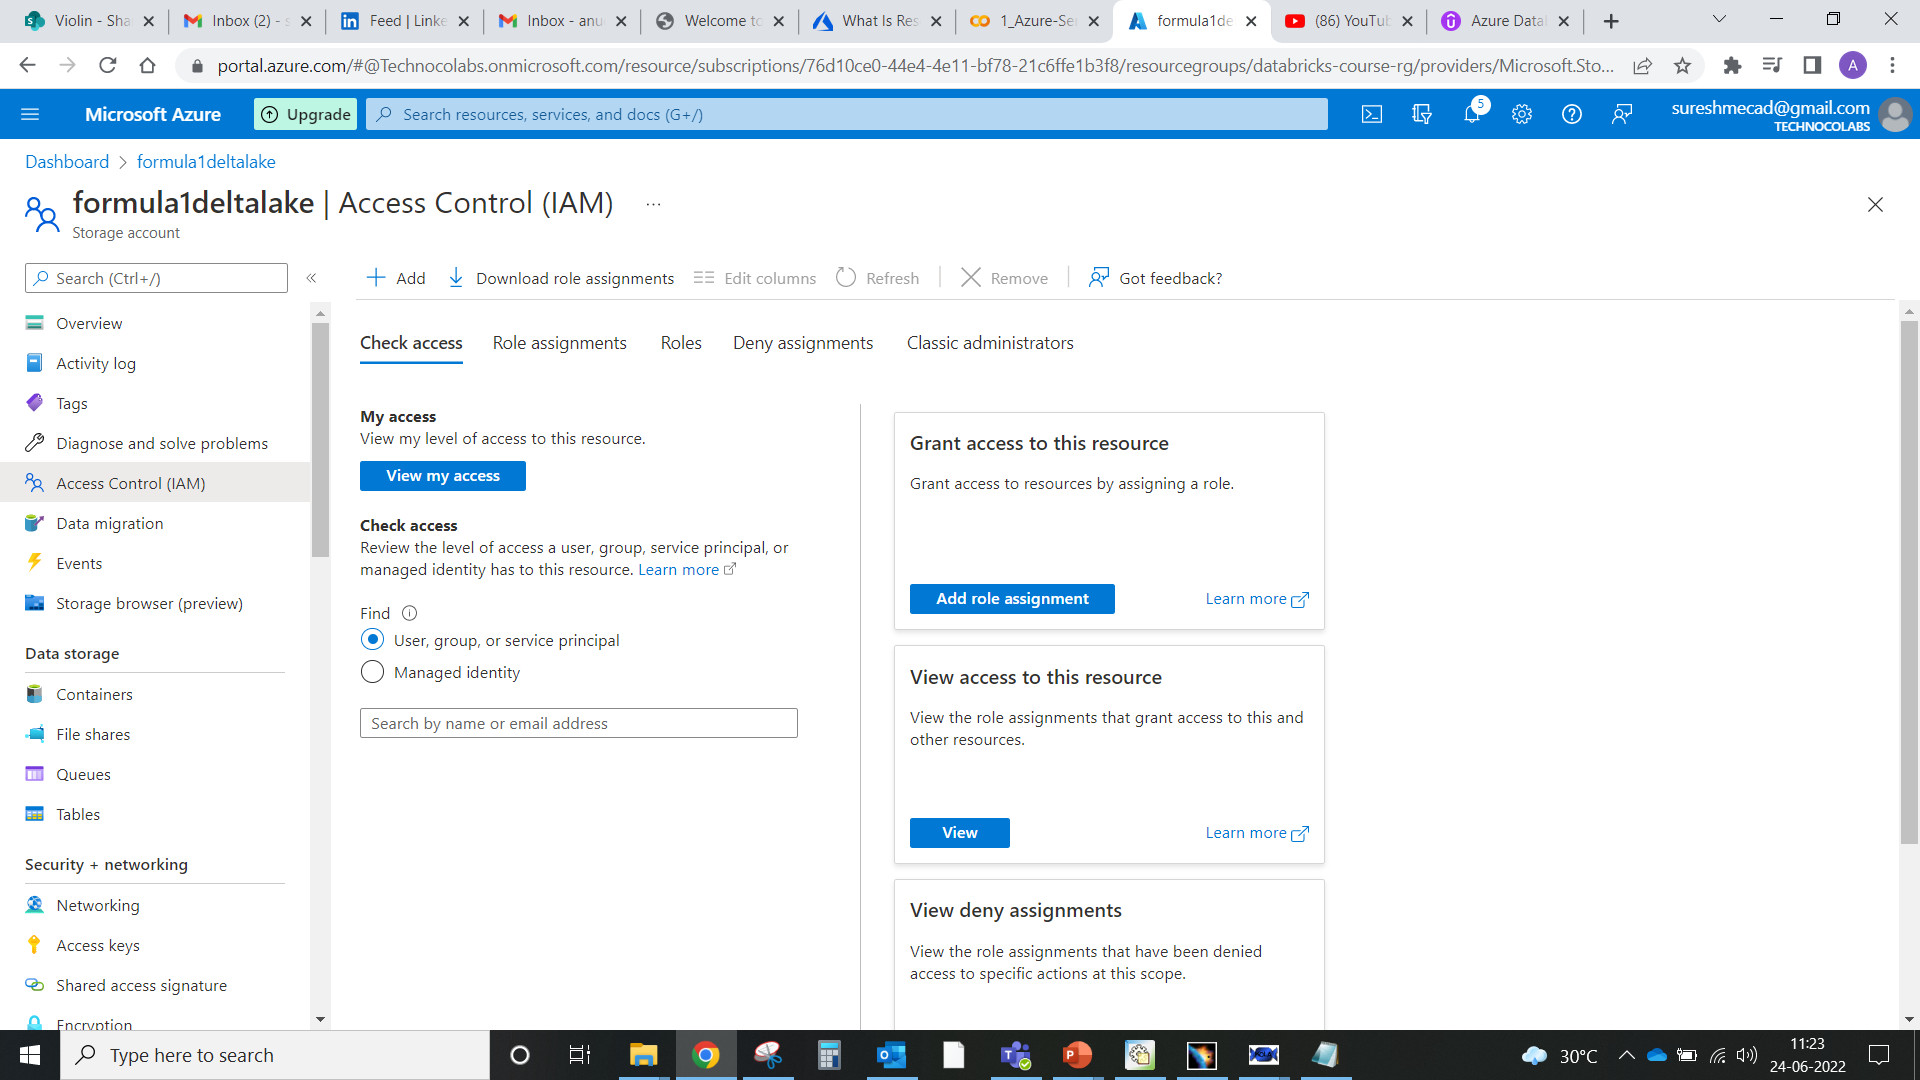 Violin - Sha
Inbox (2) - s
Feed | Linke
Inbox - anu
Welcome to
What Is Res
1_Azure-Se
formula1de
(86) YouTub
Azure Datab
portal.azure.com/#@Technocolabs.onmicrosoft.com/resource/subscriptions/76d10ce0-44e4-4e11-bf78-21c6ffe1b3f8/resourcegroups/databricks-course-rg/providers/Microsoft.Sto...
A
Microsoft Azure
Upgrade
Search resources, services, and docs (G+/)
5
sureshmecad@gmail.com
TECHNOCOLABS
Dashboard > formula1deltalake
formula1deltalake | Access Control (IAM) ...
Storage account
Search (Ctrl+/)
«
Add
Download role assignments
Edit columns
Refresh
Remove
Got feedback?
Overview
Activity log
Tags
Diagnose and solve problems
Access Control (IAM)
Data migration
Events
Storage browser (preview)
Data storage
Containers
File shares
Queues
Tables
Security + networking
Networking
Access keys
Shared access signature
Encryption
Check access
Role assignments
Roles
Deny assignments
Classic administrators
My access
View my level of access to this resource.
View my access
Check access
Review the level of access a user, group, service principal, or
managed identity has to this resource. Learn more
Find
User, group, or service principal
Managed identity
Search by name or email address
Grant access to this resource
Grant access to resources by assigning a role.
Add role assignment
Learn more
View access to this resource
View the role assignments that grant access to this and
other resources.
View
Learn more
View deny assignments
View the role assignments that have been denied
access to specific actions at this scope.
Type here to search
30°C
11:23
24-06-2022